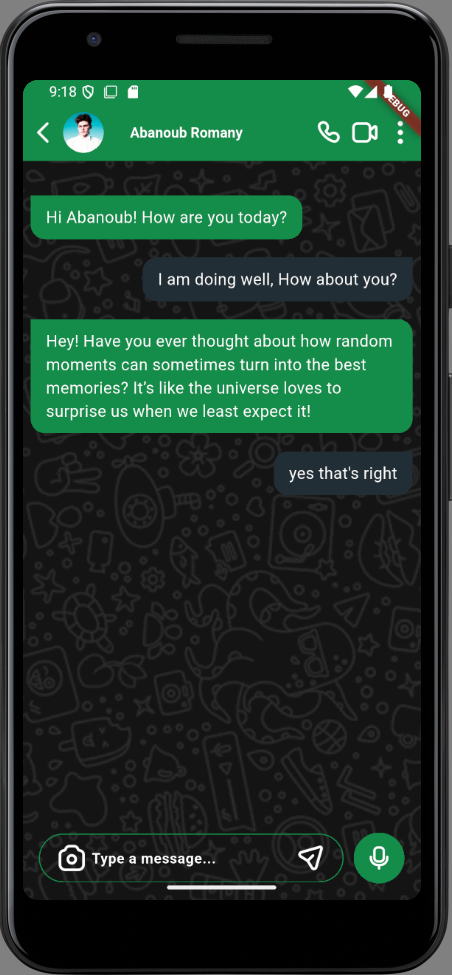 9:18
DEBUG
Abanoub Romany
Hi Abanoub! How are you today?
I am doing well, How about you?
Hey! Have you ever thought about how random
moments can sometimes turn into the best
memories? It's like the universe loves to
surprise us when we least expect it!
yes that's right
Type a message...